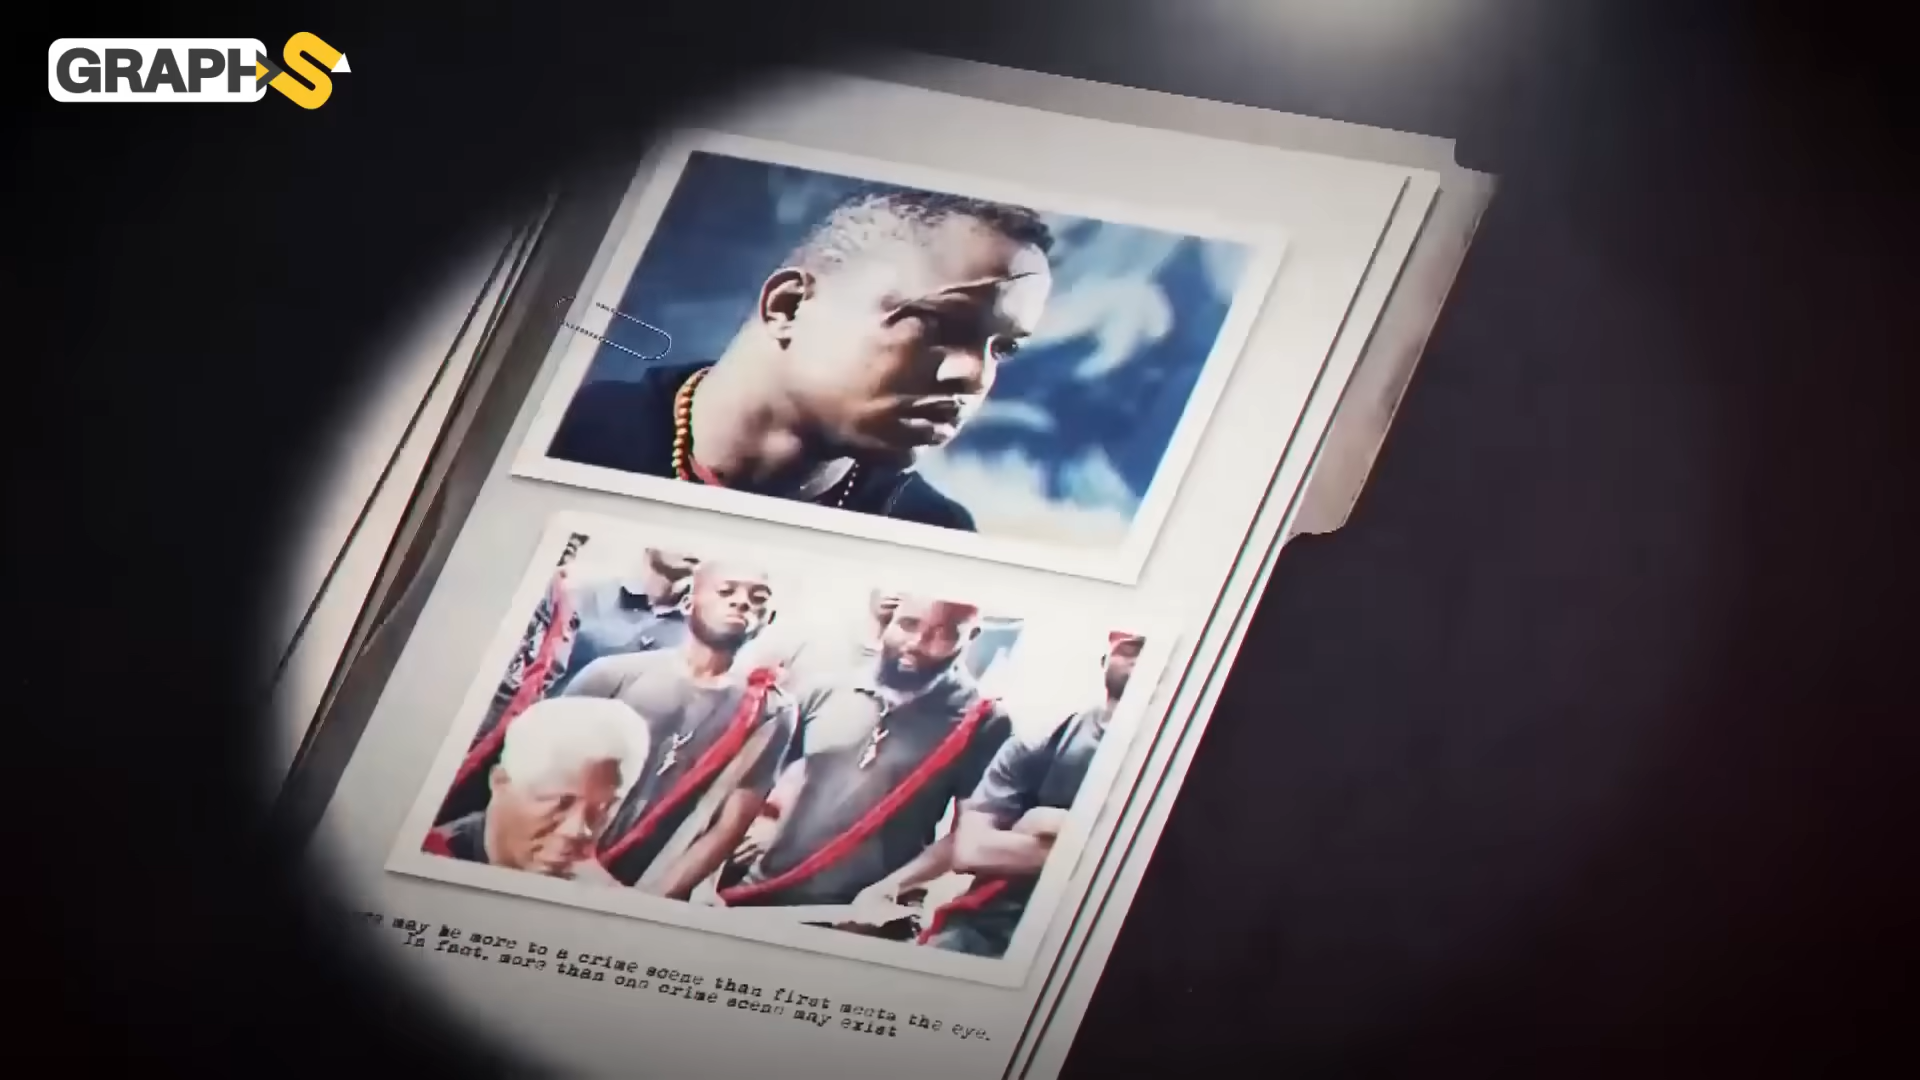 GRAPHS
may be more to a crime scene than first meets the eye.
In fact, more than one crime scene may exist